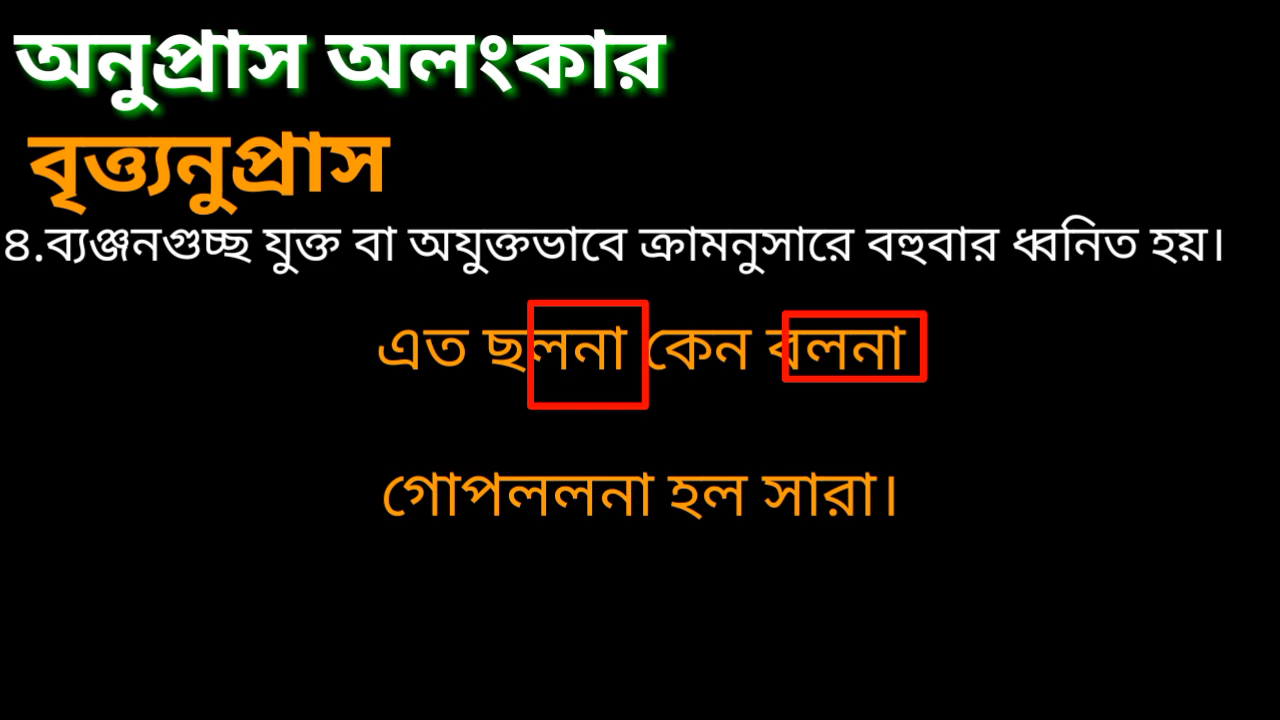 অনুপ্রাস অলংকার
বৃত্ত্যনুপ্রাস
৪.ব্যঞ্জনগুচ্ছ যুক্ত বা অযুক্তভাবে ক্রামনুসারে বহুবার ধ্বনিত হয়।
এত ছলনা কেন বলনা
গোপললনা হল সারা।